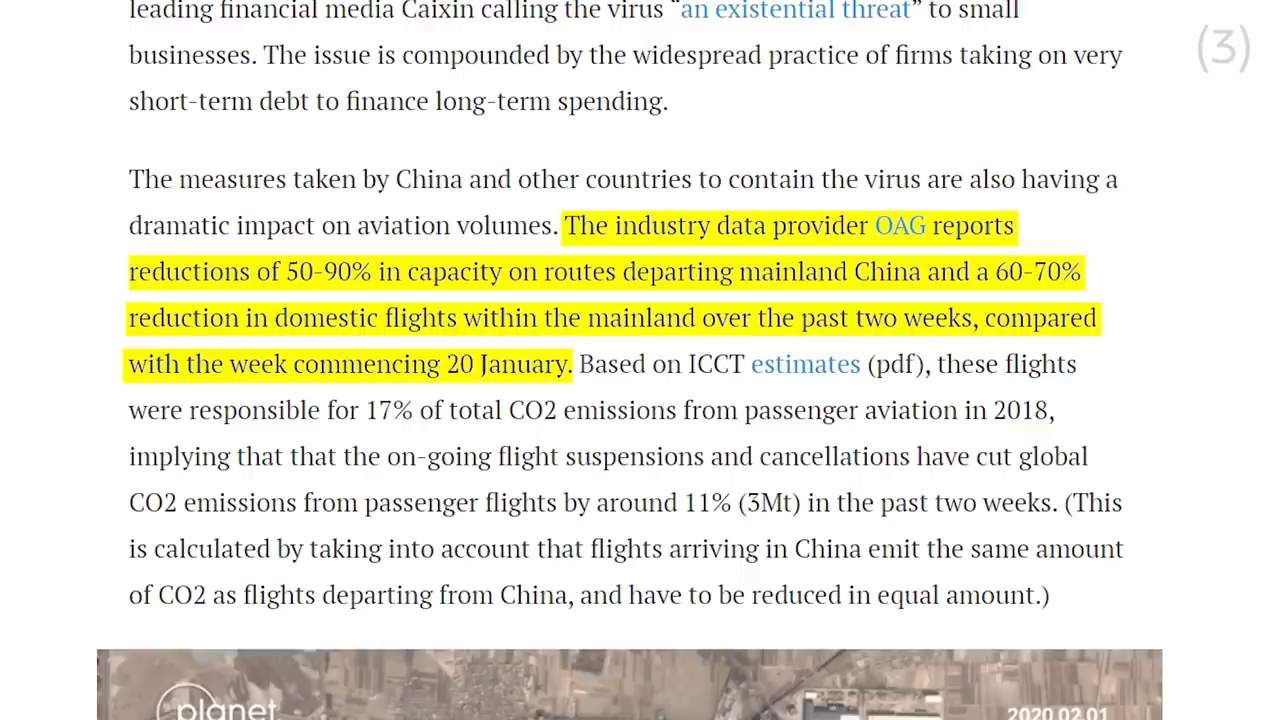 leading financial media Caixin calling the virus “an existential threat” to small
(3)
businesses. The issue is compounded by the widespread practice of firms taking on very
short-term debt to finance long-term spending.
The measures taken by China and other countries to contain the virus are also having a
dramatic impact on aviation volumes. The industry data provider OAG reports
reductions of 50-90% in capacity on routes departing mainland China and a 60-70%
reduction in domestic flights within the mainland over the past two weeks, compared
with the week commencing 20 January. Based on ICCT estimates (pdf), these flights
were responsible for 17% of total CO2 emissions from passenger aviation in 2018,
implying that that the on-going flight suspensions and cancellations have cut global
CO2 emissions from passenger flights by around 11% (3Mt) in the past two weeks. (This
is calculated by taking into account that flights arriving in China emit the same amount
of CO2 as flights departing from China, and have to be reduced in equal amount.)
planet.
2020.02.01